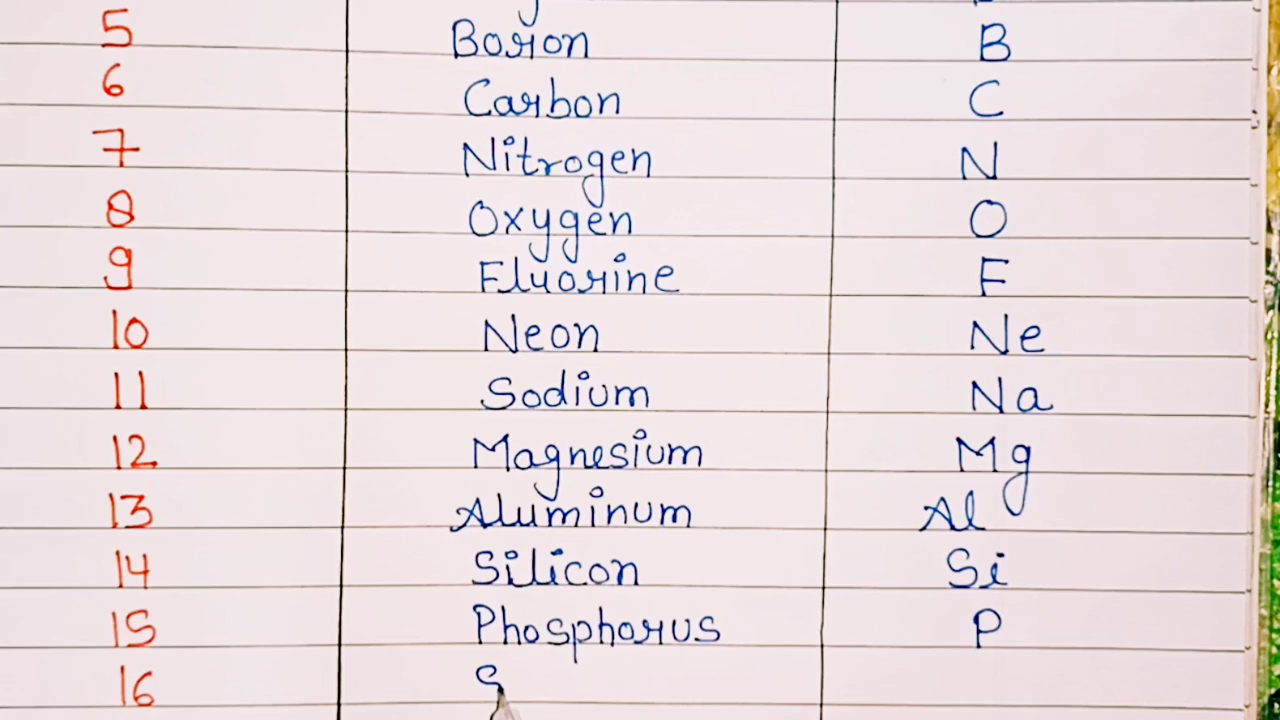 5 Boron B
6 Carbon C
7 Nitrogen N
8 Oxygen O
9 Fluorine F
10 Neon Ne
11 Sodium Na
12 Magnesium Mg
13 Aluminum Al
14 Silicon Si
15 Phosphorus P
16 S